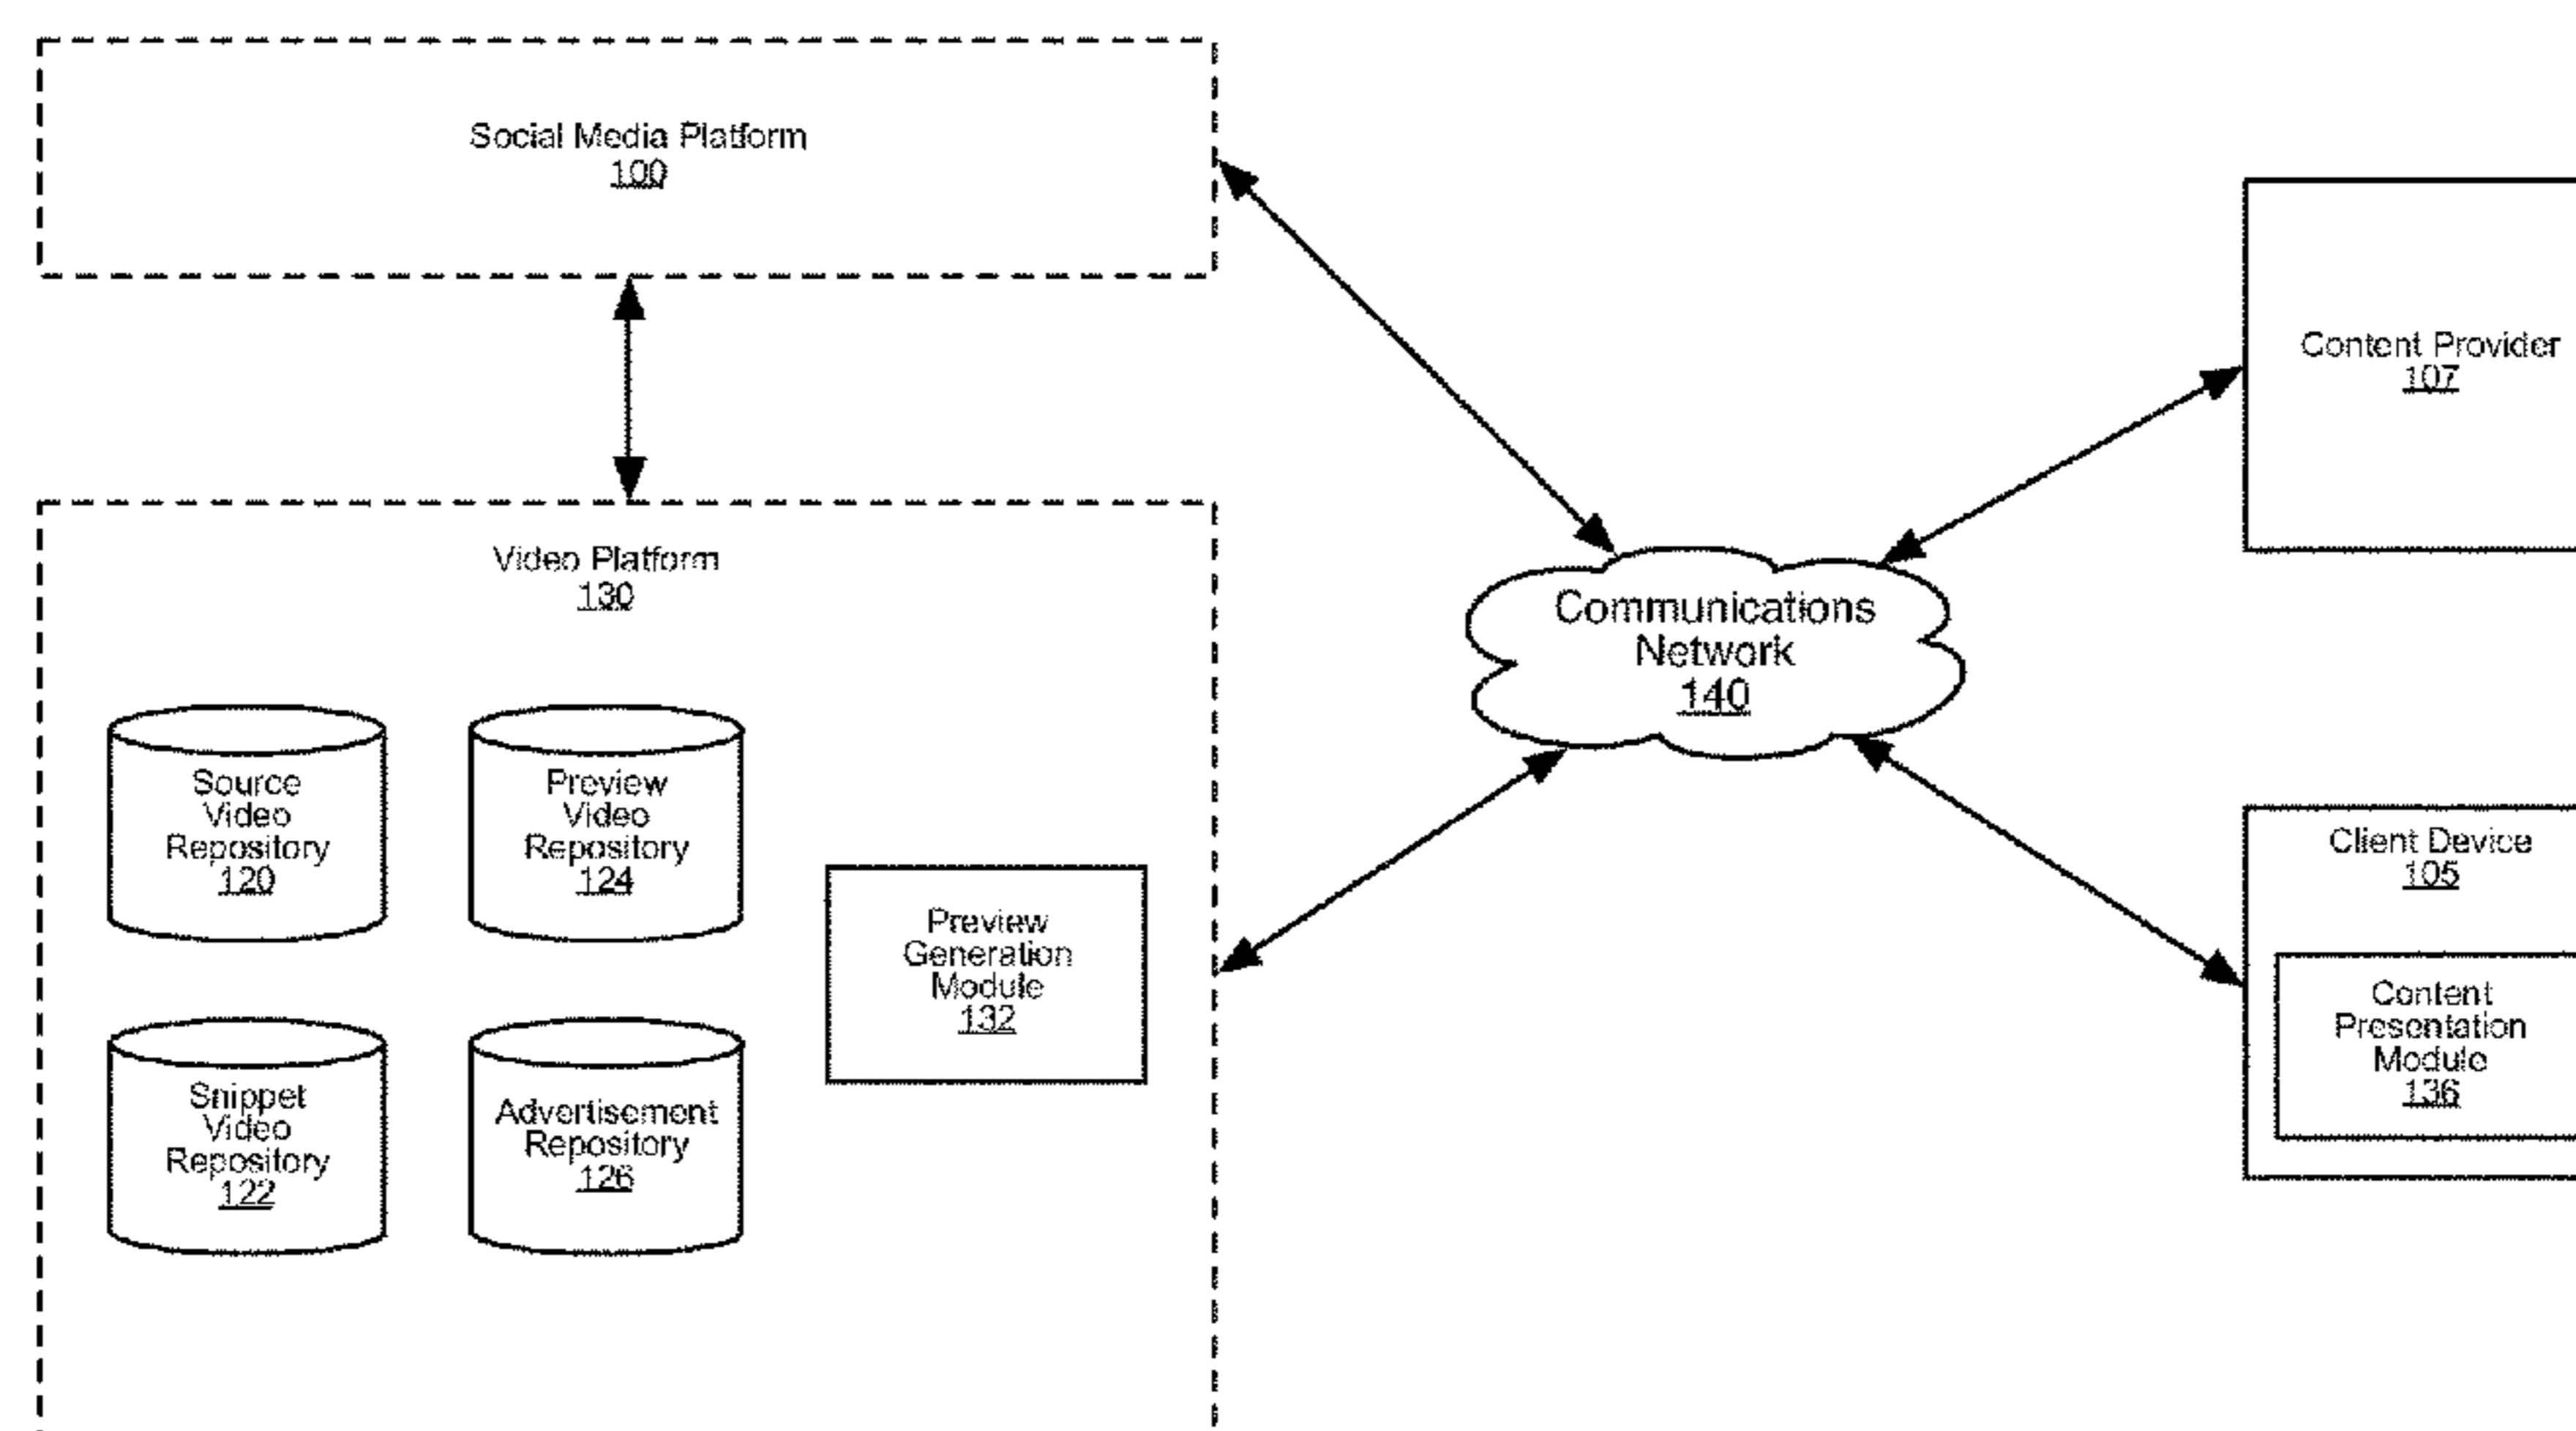 Social Media Platform
100
Video Platform
130
Source
Video
Repository
120
Preview
Video
Repository
124
Preview
Generation
Module
132
Snippet
Video
Repository
122
Advertisement
Repository
126
Communications
Network
140
Content Provider
107
Client Device
105
Content
Presentation
Module
136